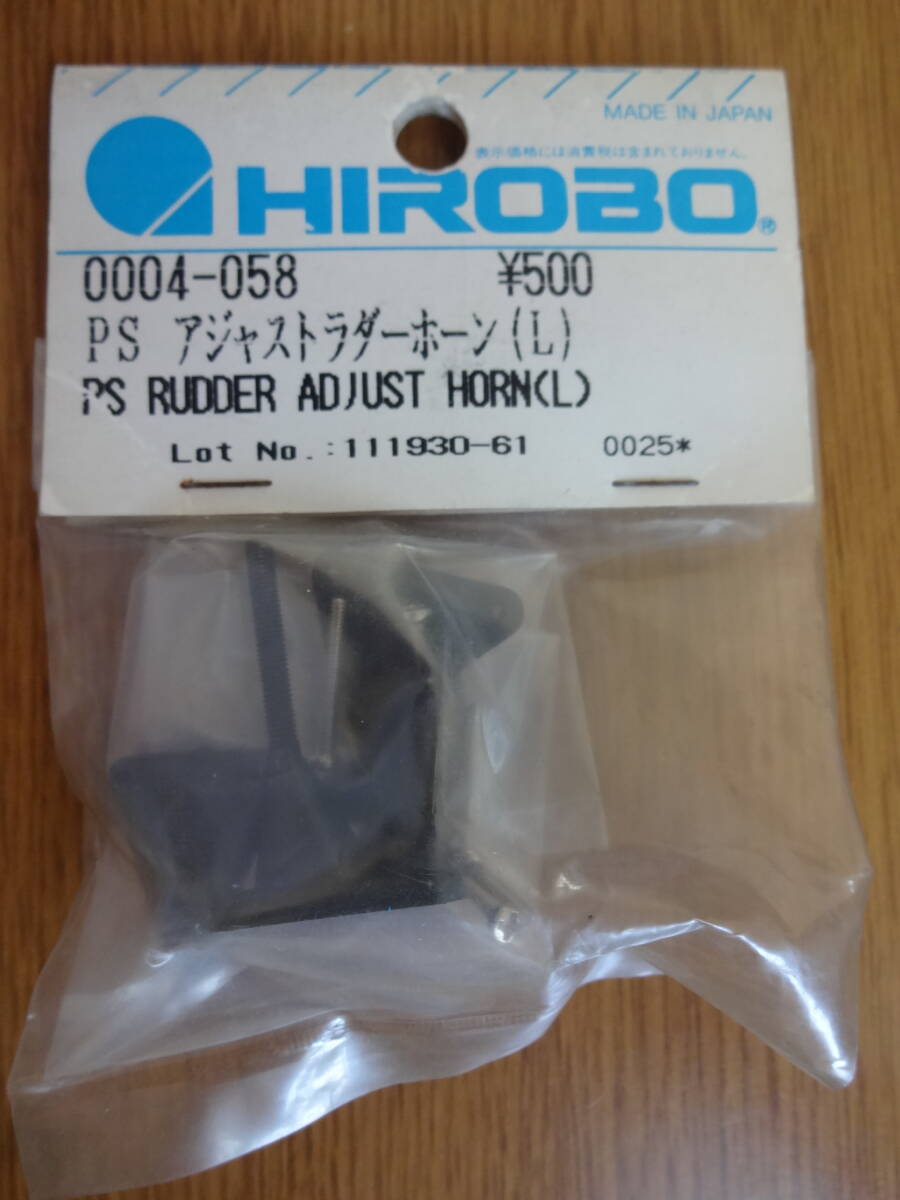 MADE IN JAPAN
表示価格には消費税は含まれておりません。
HIROBO®
0004-058 ¥500
PS アジャストラダーホーン(L)
PS RUDDER ADJUST HORN(L)
Lot No.:111930-61 0025*